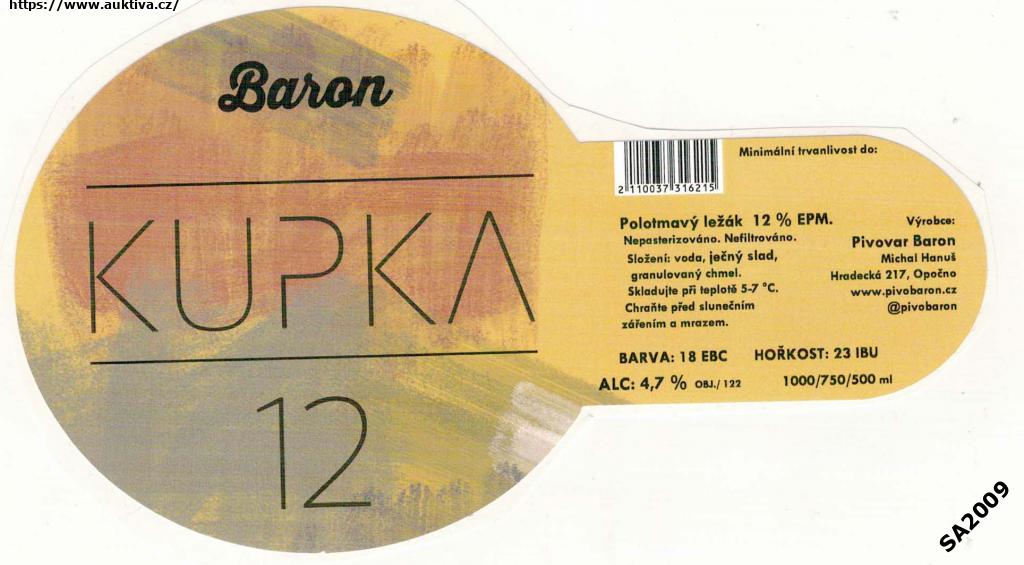 https://www.auktiva.cz/
Baron
KUPKA
12
2 110037 316215
Minimální trvanlivost do:
Polotmavý ležák 12 % EPM.
Nepasterizováno. Nefiltrováno.
Složení: voda, ječný slad,
granulovaný chmel.
Skladujte při teplotě 5-7 °C.
Chraňte před slunečním
zářením a mrazem.
Výrobce:
Pivovar Baron
Michal Hanuš
Hradecká 217, Opočno
www.pivobaron.cz
@pivobaron
BARVA: 18 EBC HOŘKOST: 23 IBU
ALC: 4,7 % OBJ./ 122 1000/750/500 ml
SA2009